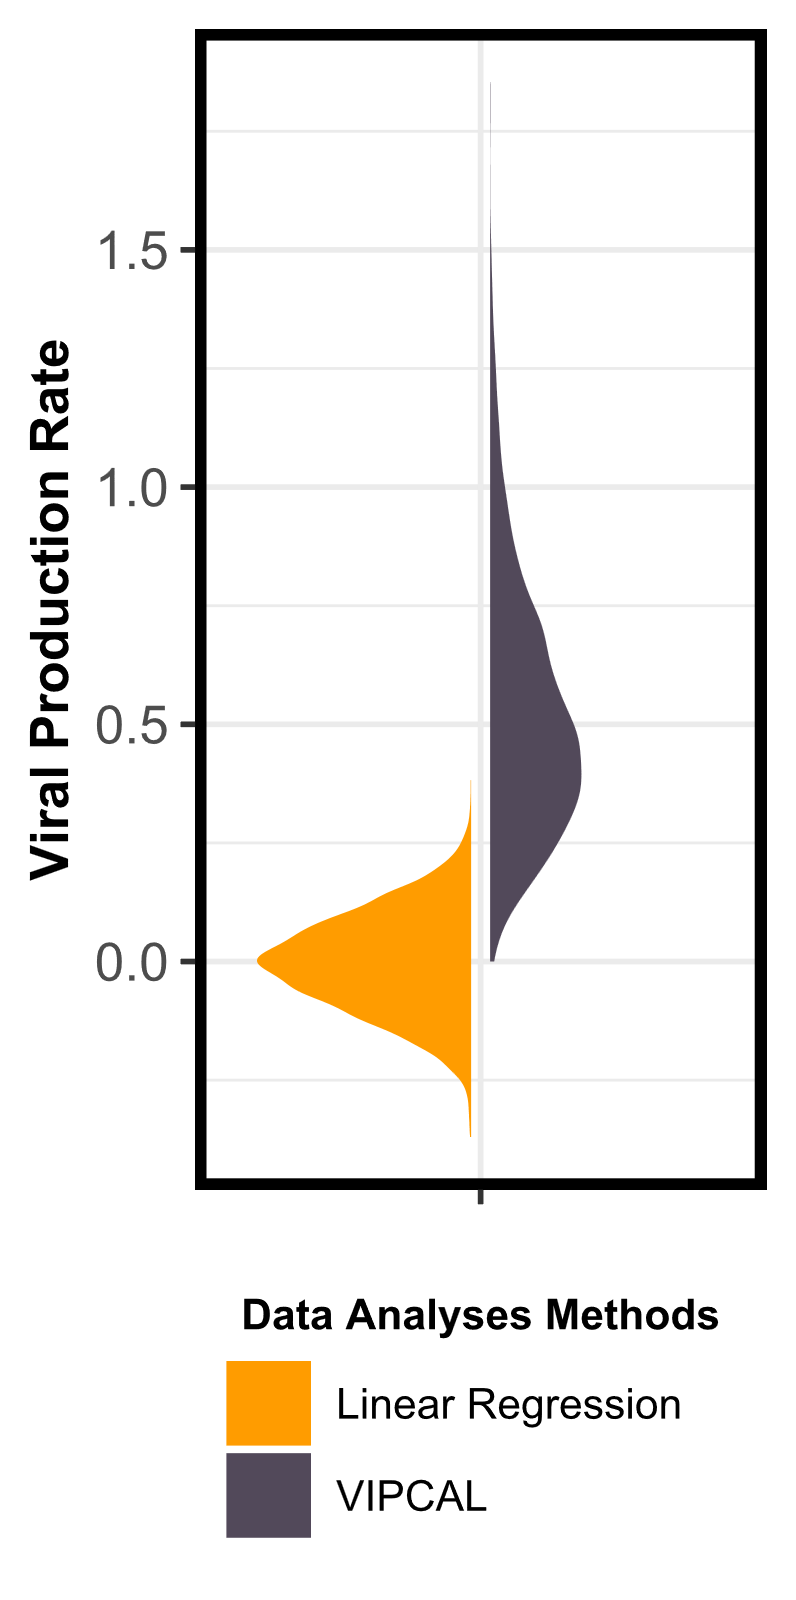 1.5
1.0
0.5
0.0
Viral Production Rate
Data Analyses Methods
Linear Regression
VIPCAL